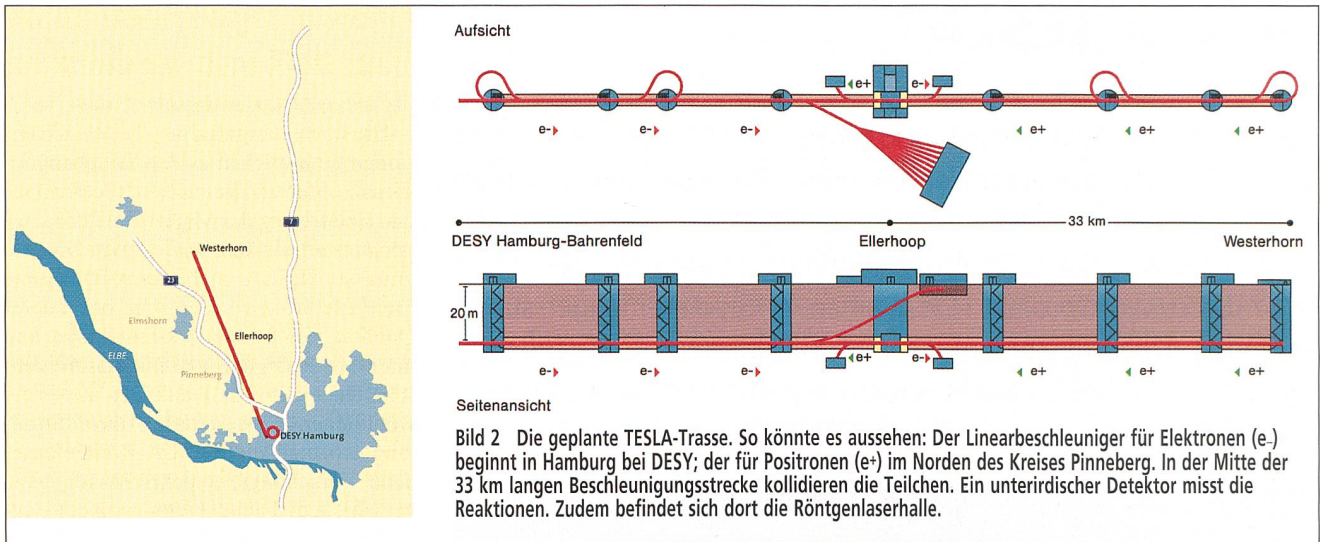 Westerhorn
7
23
Elmshorn
Ellerhoop
ELBE
Pinneberg
DESY Hamburg
Aufsicht
e+ e-
e- e- e- e+ e+ e+
33 km
DESY Hamburg-Bahrenfeld Ellerhoop Westerhorn
20 m
e+ e-
e- e- e- e+ e+ e+
Seitenansicht
Bild 2 Die geplante TESLA-Trasse. So könnte es aussehen: Der Linearbeschleuniger für Elektronen (e-)
beginnt in Hamburg bei DESY; der für Positronen (e+) im Norden des Kreises Pinneberg. In der Mitte der
33 km langen Beschleunigungsstrecke kollidieren die Teilchen. Ein unterirdischer Detektor misst die
Reaktionen. Zudem befindet sich dort die Röntgenlaserhalle.